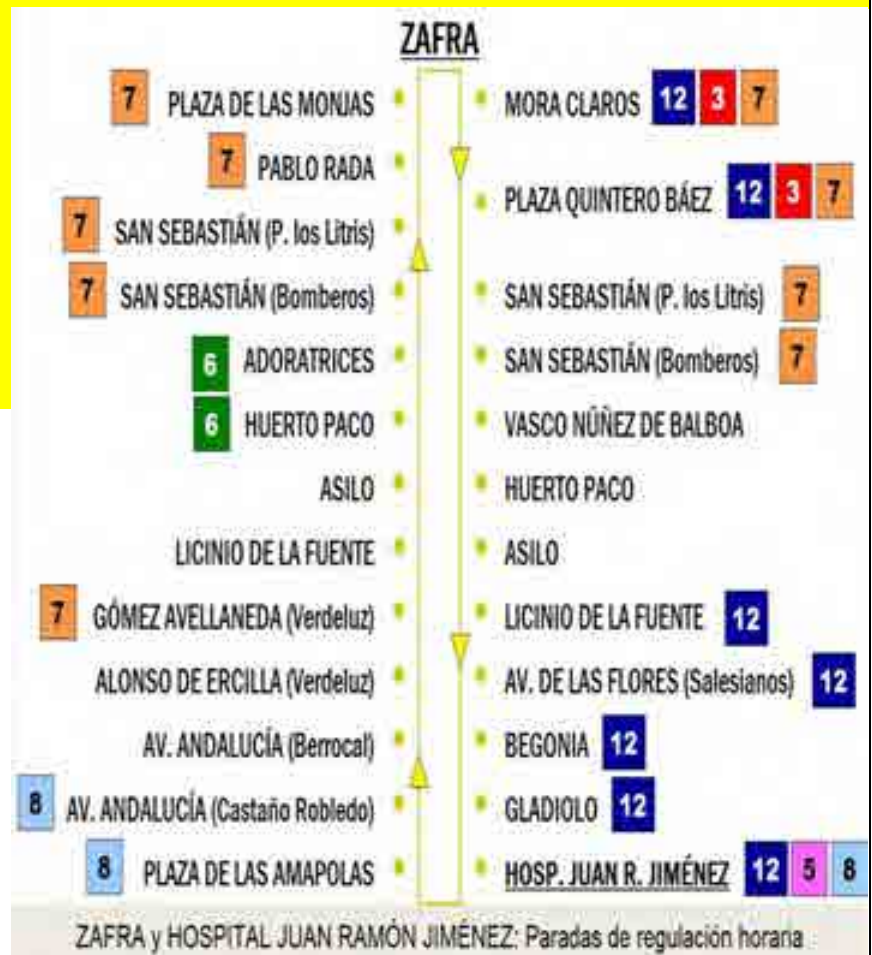 ZAFRA
7 PLAZA DE LAS MONJAS
MORA CLAROS 12 3 7
7 PABLO RADA
PLAZA QUINTERO BÁEZ 12 3 7
7 SAN SEBASTIÁN (P. los Litris)
7 SAN SEBASTIÁN (Bomberos)
SAN SEBASTIÁN (P. los Litris) 7
6 ADORATRICES
SAN SEBASTIÁN (Bomberos) 7
6 HUERTO PACO
VASCO NÚÑEZ DE BALBOA
ASILO
HUERTO PACO
LICINIO DE LA FUENTE
ASILO
7 GÓMEZ AVELLANEDA (Verdeluz)
LICINIO DE LA FUENTE 12
ALONSO DE ERCILLA (Verdeluz)
AV. DE LAS FLORES (Salesianos) 12
AV. ANDALUCÍA (Berrocal)
BEGONIA 12
8 AV. ANDALUCÍA (Castaño Robledo)
GLADIOLO 12
8 PLAZA DE LAS AMAPOLAS
HOSP. JUAN R. JIMÉNEZ 12 5 8
ZAFRA y HOSPITAL JUAN RAMÓN JIMÉNEZ: Paradas de regulación horaria